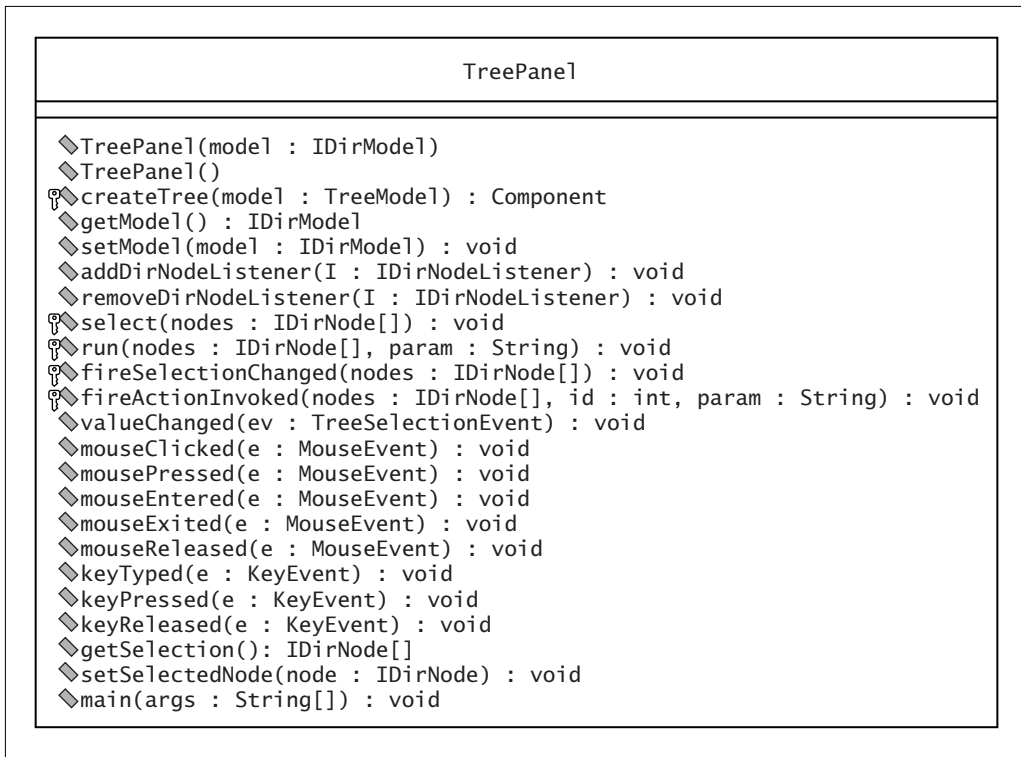 TreePanel
TreePanel(model : IDirModel)
TreePanel()
createTree(model : TreeModel) : Component
getModel() : IDirModel
setModel(model : IDirModel) : void
addDirNodeListener(I : IDirNodeListener) : void
removeDirNodeListener(I : IDirNodeListener) : void
select(nodes : IDirNode[]) : void
run(nodes : IDirNode[], param : String) : void
fireSelectionChanged(nodes : IDirNode[]) : void
fireActionInvoked(nodes : IDirNode[], id : int, param : String) : void
valueChanged(ev : TreeSelectionEvent) : void
mouseClicked(e : MouseEvent) : void
mousePressed(e : MouseEvent) : void
mouseEntered(e : MouseEvent) : void
mouseExited(e : MouseEvent) : void
mouseReleased(e : MouseEvent) : void
keyTyped(e : KeyEvent) : void
keyPressed(e : KeyEvent) : void
keyReleased(e : KeyEvent) : void
getSelection(): IDirNode[]
setSelectedNode(node : IDirNode) : void
main(args : String[]) : void